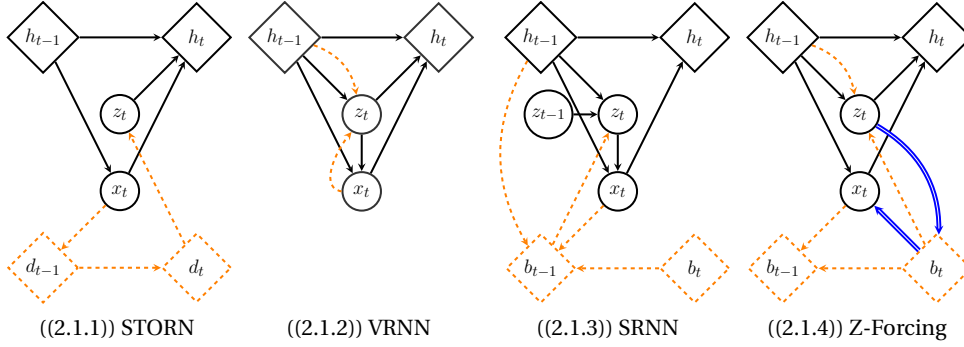 h_{t−1} h_t h_{t−1} h_t h_{t−1} h_t h_{t−1} h_t
z_t z_t z_{t−1} z_t z_t
x_t x_t x_t x_t
d_{t−1} d_t b_{t−1} b_t b_{t−1} b_t
((2.1.1)) STORN ((2.1.2)) VRNN ((2.1.3)) SRNN ((2.1.4)) Z-Forcing